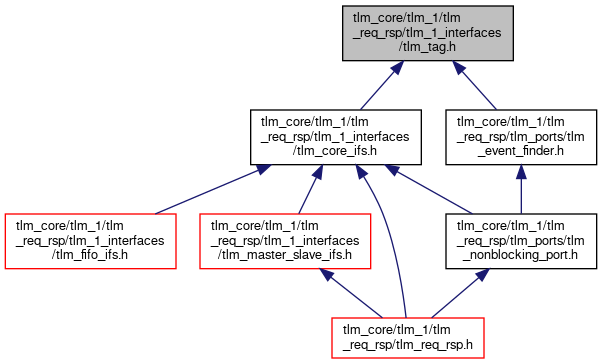 tlm_core/tlm_1/tlm
_req_rsp/tlm_1_interfaces
/tlm_tag.h
tlm_core/tlm_1/tlm
_req_rsp/tlm_1_interfaces
/tlm_core_ifs.h
tlm_core/tlm_1/tlm
_req_rsp/tlm_ports/tlm
_event_finder.h
tlm_core/tlm_1/tlm
_req_rsp/tlm_1_interfaces
/tlm_fifo_ifs.h
tlm_core/tlm_1/tlm
_req_rsp/tlm_1_interfaces
/tlm_master_slave_ifs.h
tlm_core/tlm_1/tlm
_req_rsp/tlm_ports/tlm
_nonblocking_port.h
tlm_core/tlm_1/tlm
_req_rsp/tlm_req_rsp.h